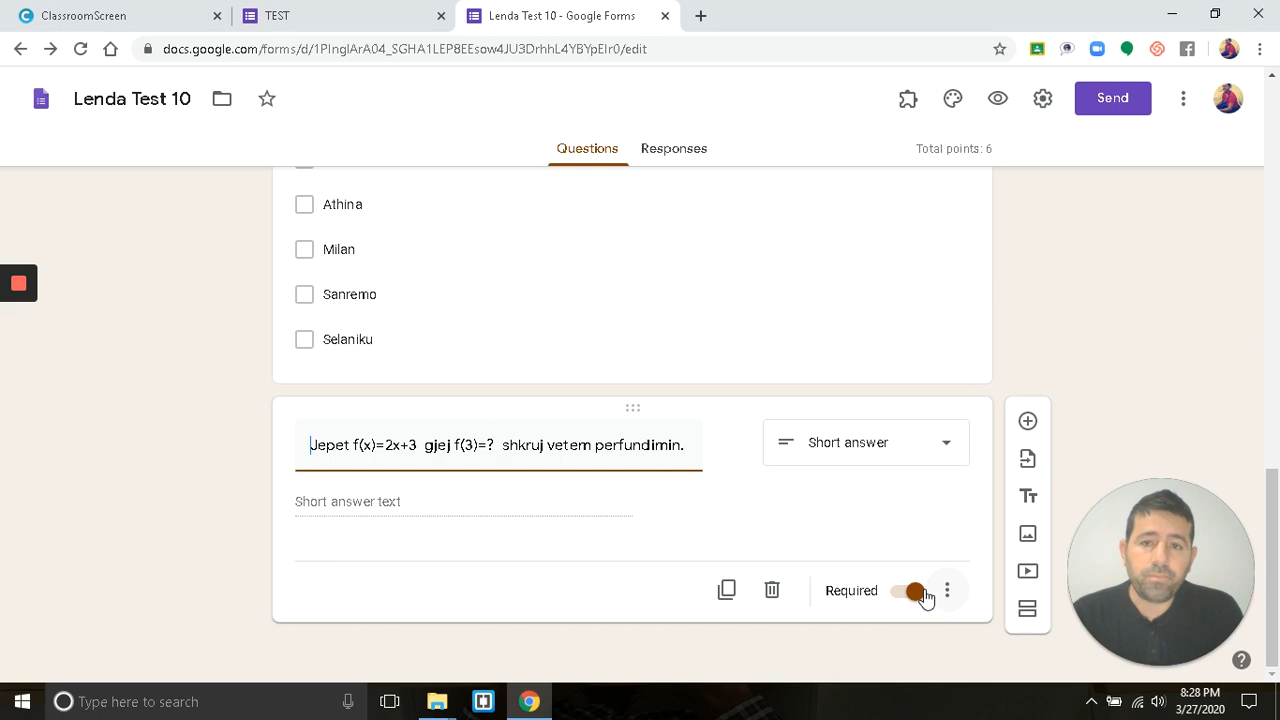 ClassroomScreen
TEST
Lenda Test 10 - Google Forms
docs.google.com/forms/d/1PIngIArA04_SGHA1LEP8EEsow4JU3DrhhL4YBYpEIr0/edit
Lenda Test 10
Send
Questions
Responses
Total points: 6
Athina
Milan
Sanremo
Selaniku
Jepet f(x)=2x+3 gjej f(3)=? shkruj vetem perfundimin.
Short answer
Short answer text
Required
Type here to search
8:28 PM
3/27/2020